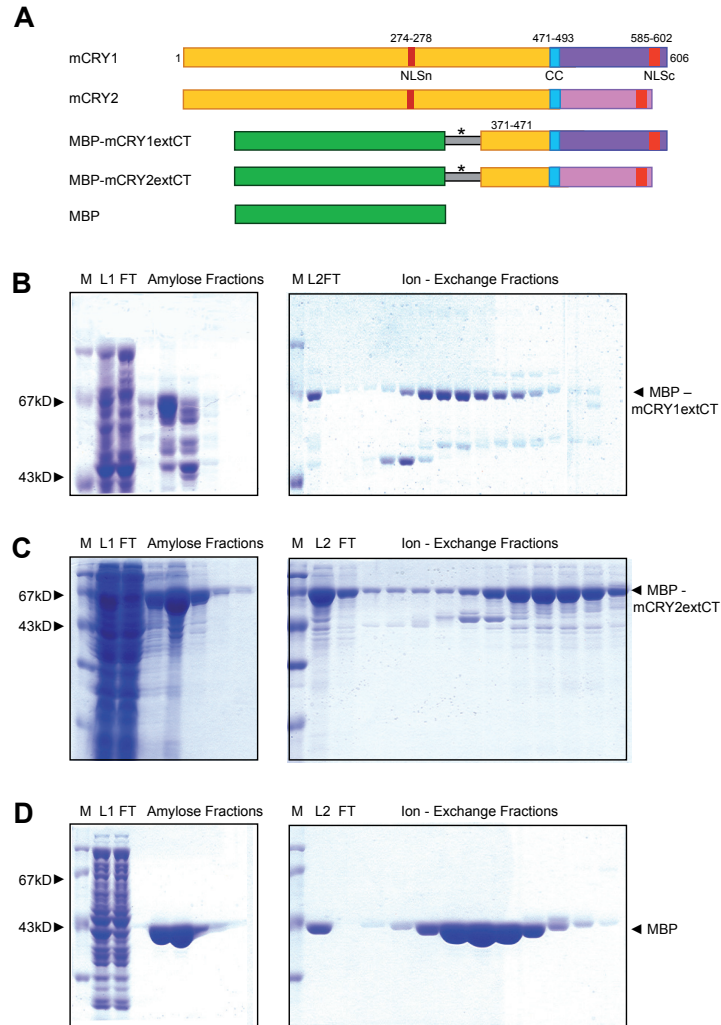 A
274-278 471-493 585-602
mCRY1 1 606
NLSn CC NLSc
mCRY2
371-471
MBP-mCRY1extCT *
MBP-mCRY2extCT *
MBP
B
M L1 FT Amylose Fractions
M L2FT Ion - Exchange Fractions
67kD
43kD
MBP –
mCRY1extCT
C
M L1 FT Amylose Fractions
M L2 FT Ion - Exchange Fractions
67kD
43kD
MBP -
mCRY2extCT
D
M L1 FT Amylose Fractions
M L2 FT Ion - Exchange Fractions
67kD
43kD
MBP